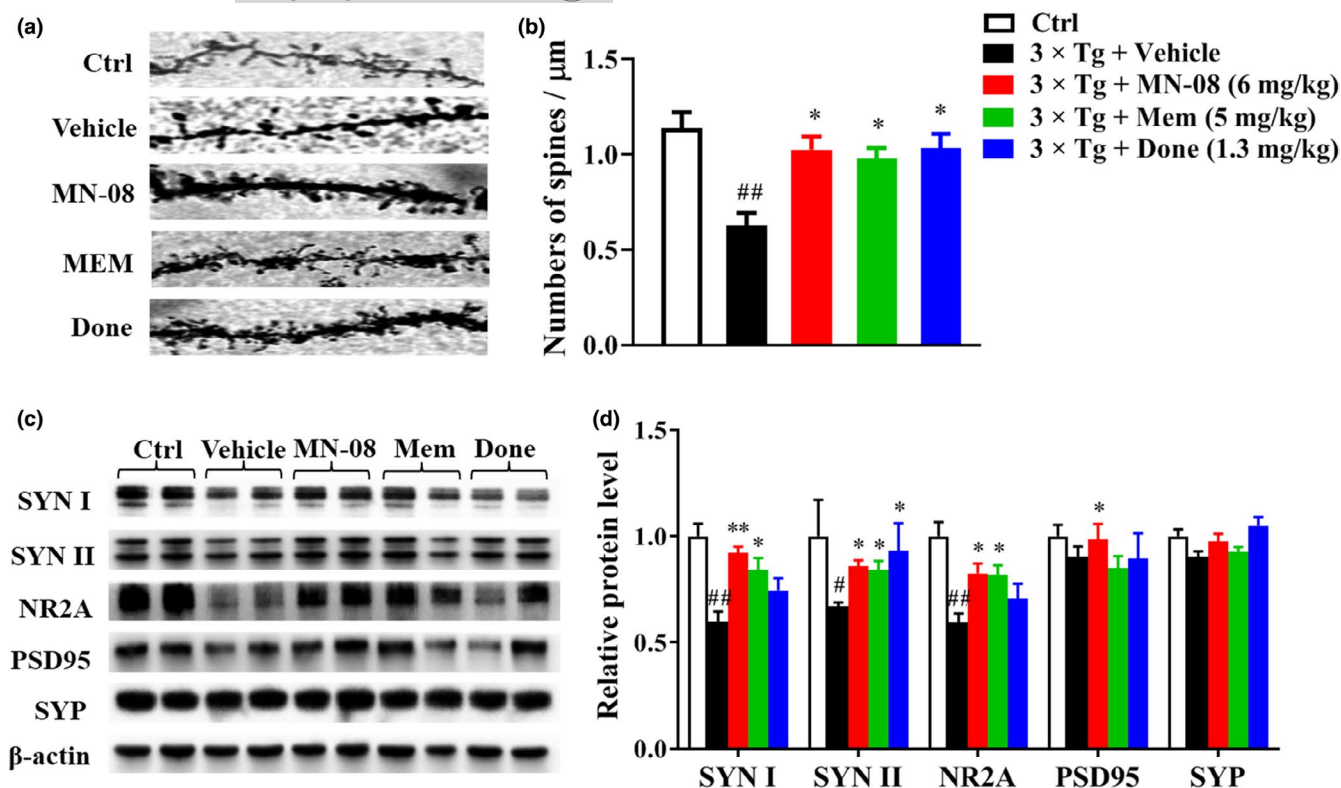 (a)
Ctrl
Vehicle
MN-08
MEM
Done
(b)
Numbers of spines / μm
1.5
1.0
0.5
0.0
##
*
*
*
Ctrl
3 × Tg + Vehicle
3 × Tg + MN-08 (6 mg/kg)
3 × Tg + Mem (5 mg/kg)
3 × Tg + Done (1.3 mg/kg)
(c)
Ctrl Vehicle MN-08 Mem Done
SYN I
SYN II
NR2A
PSD95
SYP
β-actin
(d)
Relative protein level
1.5
1.0
0.5
0.0
## ** *
# * * *
## * *
*
SYN I SYN II NR2A PSD95 SYP